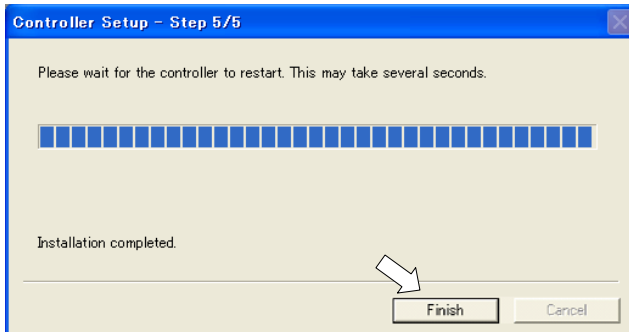 Controller Setup - Step 5/5
Please wait for the controller to restart. This may take several seconds.
Installation completed.
Finish
Cancel